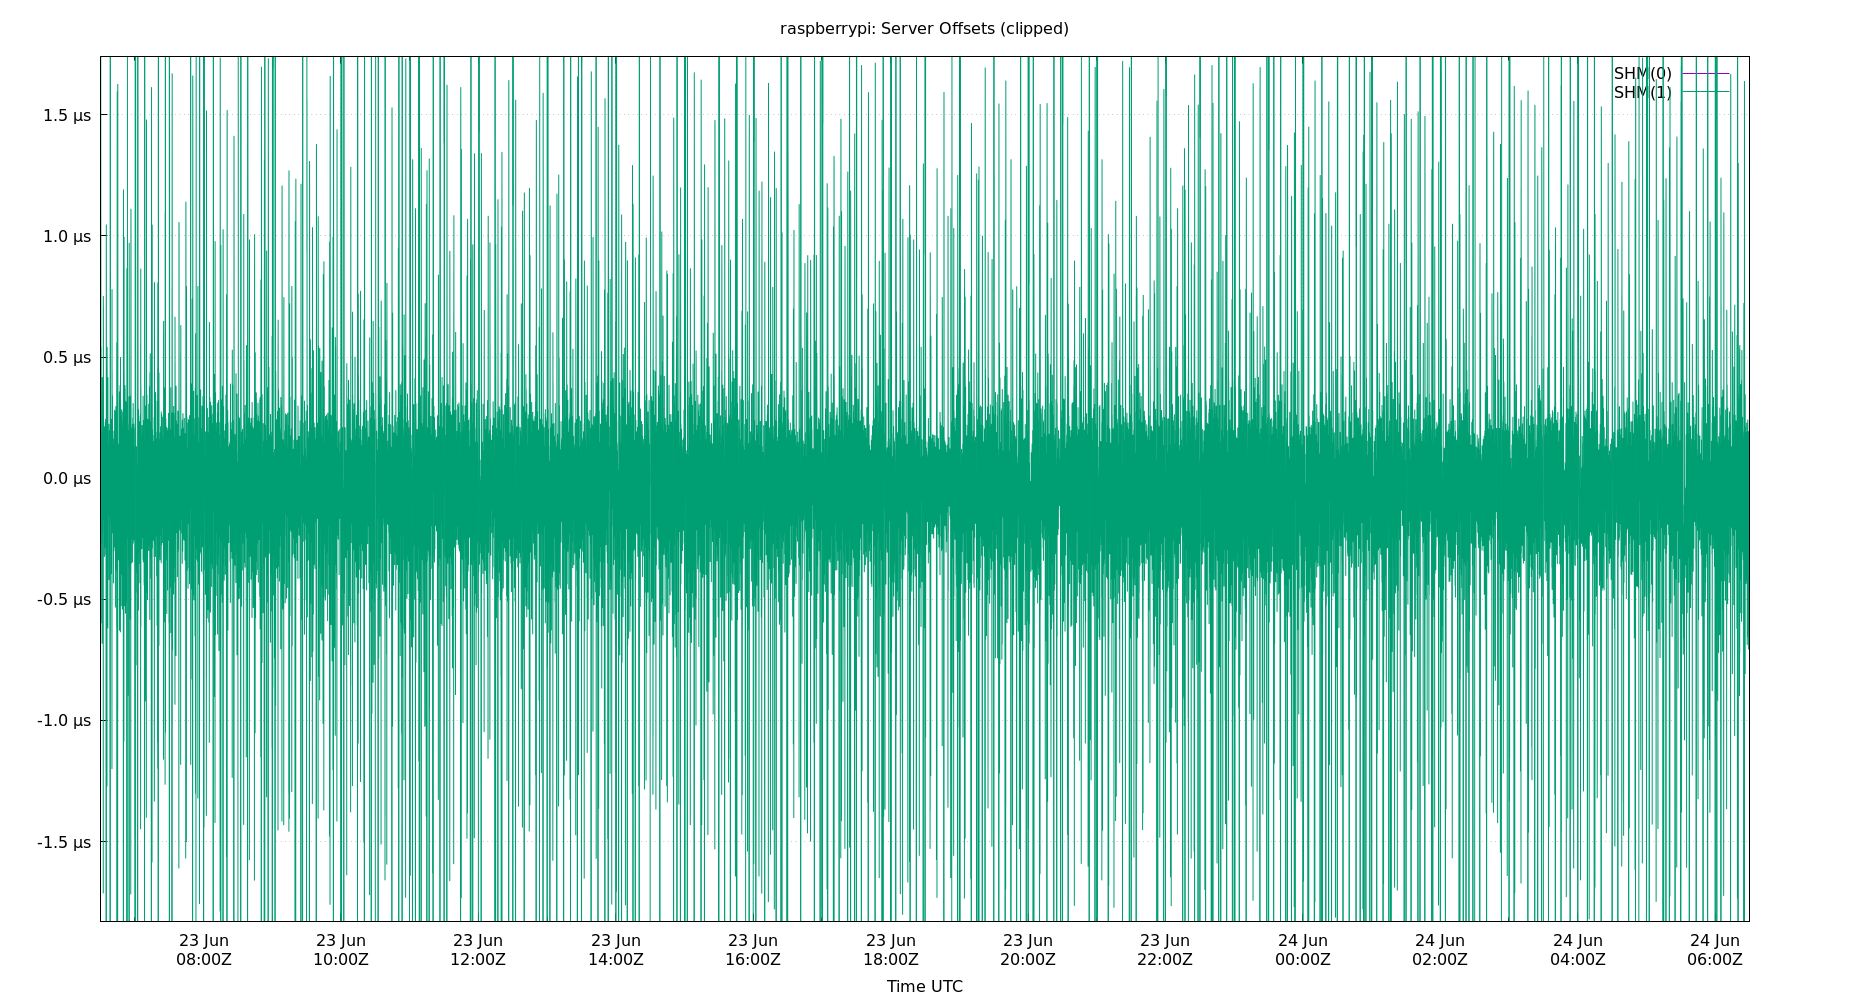 raspberrypi: Server Offsets (clipped)
SHM(0)
SHM(1)
1.5 µs
1.0 µs
0.5 µs
0.0 µs
-0.5 µs
-1.0 µs
-1.5 µs
23 Jun 23 Jun 23 Jun 23 Jun 23 Jun 23 Jun 23 Jun 23 Jun 24 Jun 24 Jun 24 Jun 24 Jun
08:00Z 10:00Z 12:00Z 14:00Z 16:00Z 18:00Z 20:00Z 22:00Z 00:00Z 02:00Z 04:00Z 06:00Z
Time UTC